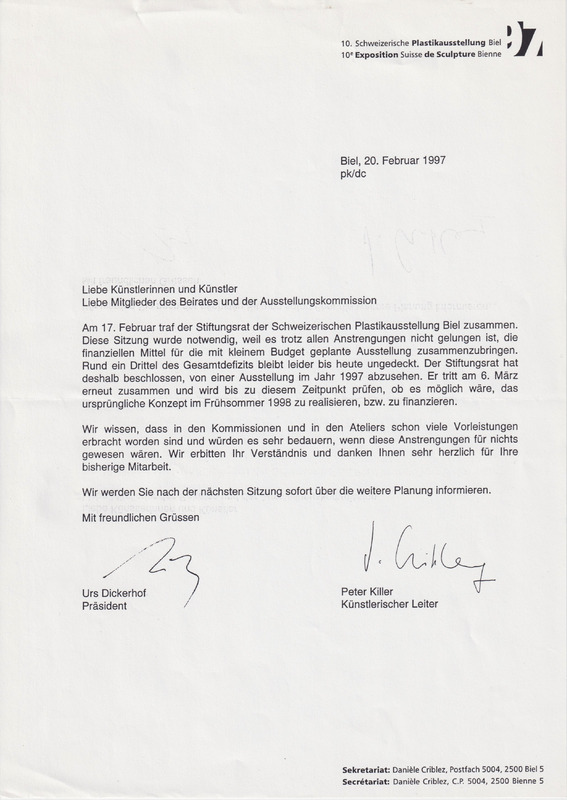 10. Schweizerische Plastikausstellung Biel
10e Exposition Suisse de Sculpture Bienne
97
Biel, 20. Februar 1997
pk/dc
Liebe Künstlerinnen und Künstler
Liebe Mitglieder des Beirates und der Ausstellungskommission
Am 17. Februar traf der Stiftungsrat der Schweizerischen Plastikausstellung Biel zusammen.
Diese Sitzung wurde notwendig, weil es trotz allen Anstrengungen nicht gelungen ist, die
finanziellen Mittel für die mit kleinem Budget geplante Ausstellung zusammenzubringen.
Rund ein Drittel des Gesamtdefizits bleibt leider bis heute ungedeckt. Der Stiftungsrat hat
deshalb beschlossen, von einer Ausstellung im Jahr 1997 abzusehen. Er tritt am 6. März
erneut zusammen und wird bis zu diesem Zeitpunkt prüfen, ob es möglich wäre, das
ursprüngliche Konzept im Frühsommer 1998 zu realisieren, bzw. zu finanzieren.
Wir wissen, dass in den Kommissionen und in den Ateliers schon viele Vorleistungen
erbracht worden sind und würden es sehr bedauern, wenn diese Anstrengungen für nichts
gewesen wären. Wir erbitten Ihr Verständnis und danken Ihnen sehr herzlich für Ihre
bisherige Mitarbeit.
Wir werden Sie nach der nächsten Sitzung sofort über die weitere Planung informieren.
Mit freundlichen Grüssen
Urs Dickerhof
Präsident
Peter Killer
Künstlerischer Leiter
Sekretariat: Danièle Criblez, Postfach 5004, 2500 Biel 5
Secrétariat: Danièle Criblez, C.P. 5004, 2500 Bienne 5